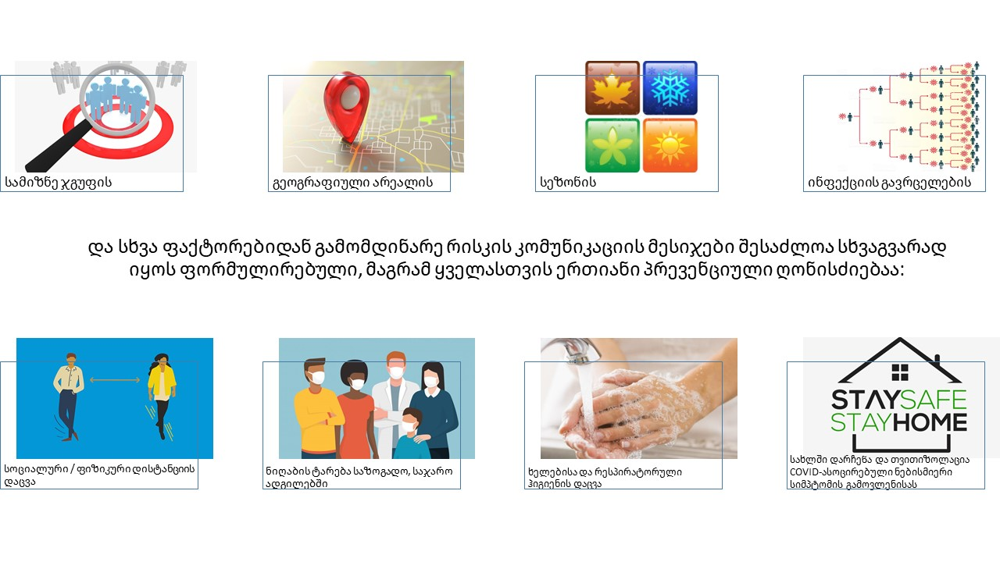 სამიზნე ჯგუფის
გეოგრაფიული არეალის
სეზონის
ინფექციის გავრცელების
და სხვა ფაქტორებიდან გამომდინარე რისკის კომუნიკაციის მესიჯები შესაძლოა სხვაგვარად
იყოს ფორმულირებული, მაგრამ ყველასთვის ერთიანი პრევენციული ღონისძიებაა:
STAYSAFE
STAYHOME
სოციალური / ფიზიკური დისტანციის
დაცვა
ნიღაბის ტარება საზოგადო, საჯარო
ადგილებში
ხელებისა და რესპირატორული
ჰიგიენის დაცვა
სახლში დარჩენა და თვითიზოლაცია
COVID-ასოცირებული ნებისმიერი
სიმპტომის გამოვლენისას